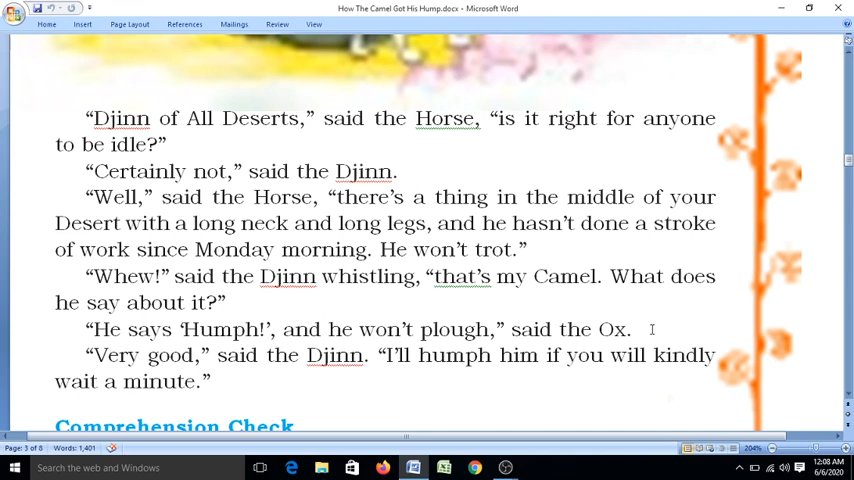 How The Camel Got His Hump.docx - Microsoft Word
Home Insert Page Layout References Mailings Review View
“Djinn of All Deserts,” said the Horse, “is it right for anyone
to be idle?”
“Certainly not,” said the Djinn.
“Well,” said the Horse, “there’s a thing in the middle of your
Desert with a long neck and long legs, and he hasn’t done a stroke
of work since Monday morning. He won’t trot.”
“Whew!” said the Djinn whistling, “that’s my Camel. What does
he say about it?”
“He says ‘Humph!’, and he won’t plough,” said the Ox.
“Very good,” said the Djinn. “I’ll humph him if you will kindly
wait a minute.”
Comprehension Check
Page: 3 of 8 Words: 1,401 204%
Search the web and Windows
12:08 AM
6/6/2020